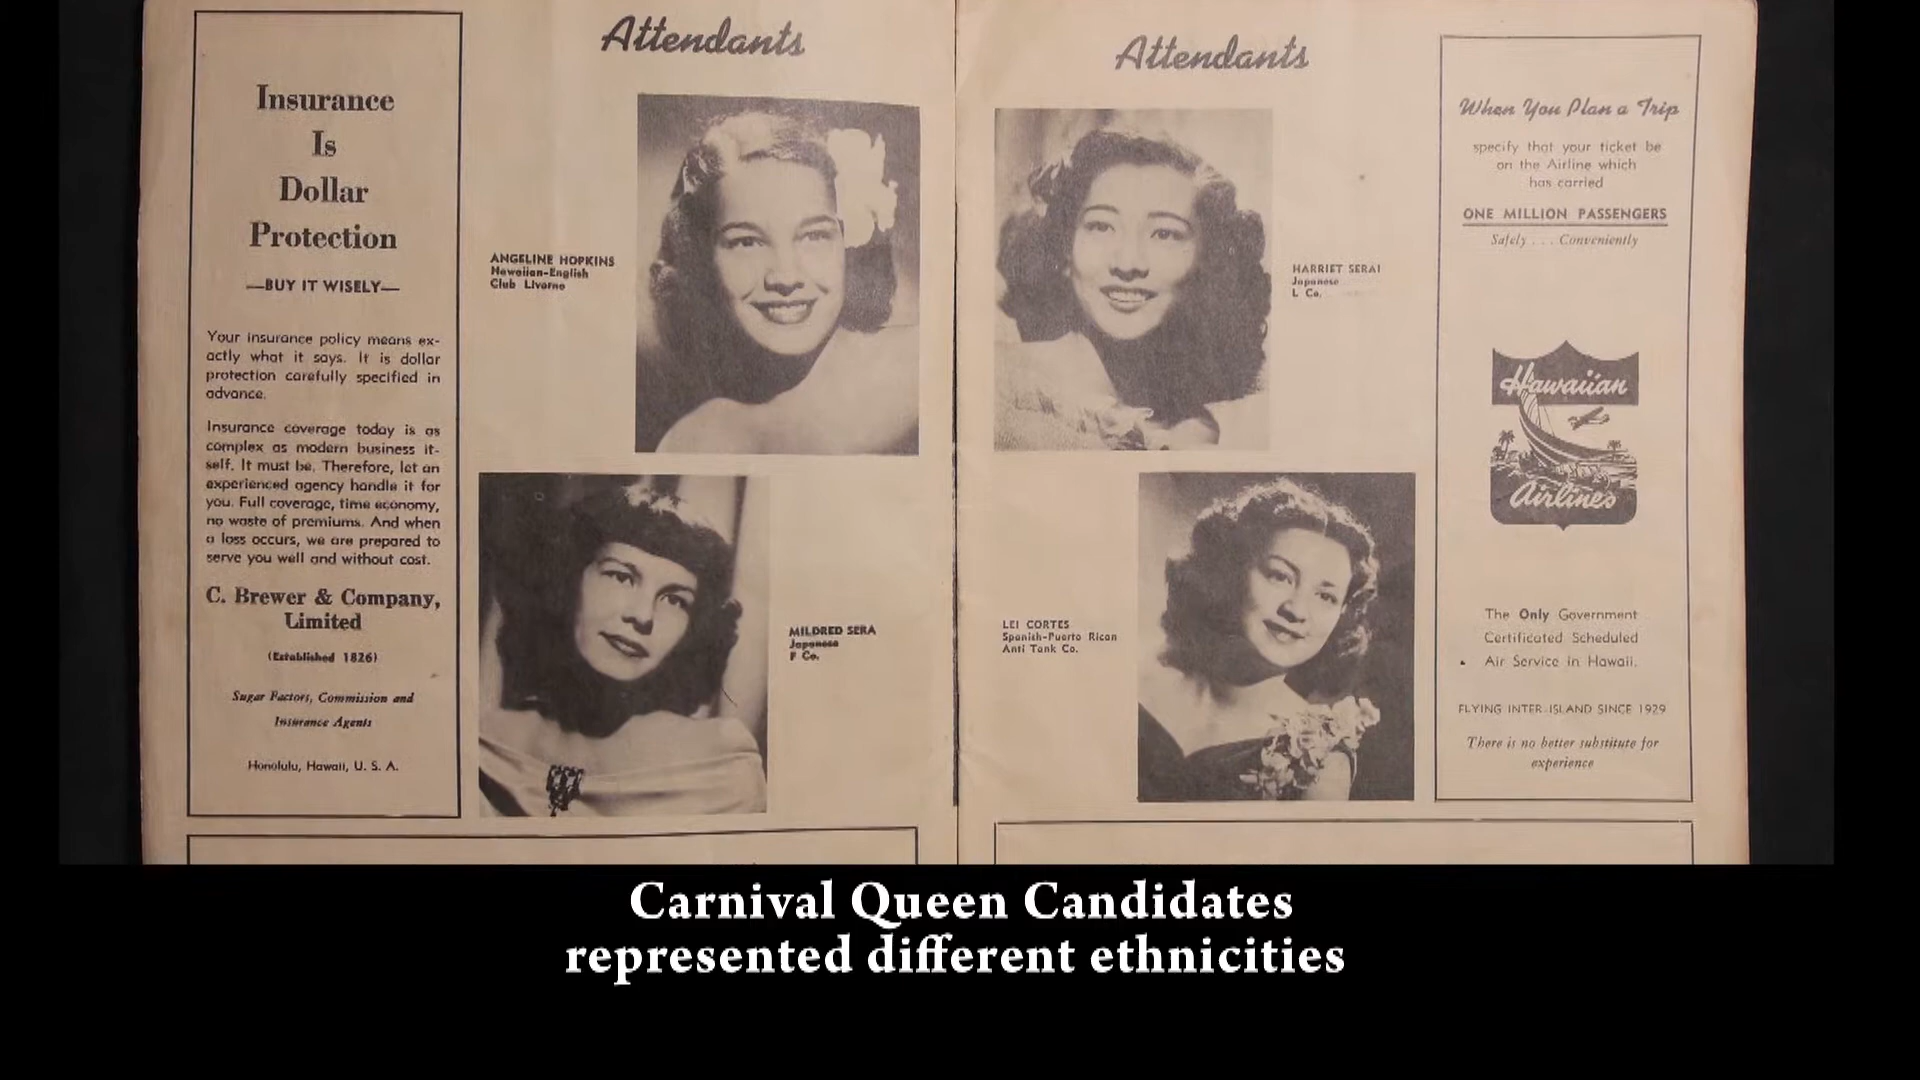 Attendants
Insurance
Is
Dollar
Protection
—BUY IT WISELY—
Your insurance policy means ex-
actly what it says. It is dollar
protection carefully specified in
advance.
Insurance coverage today is as
complex as modern business it-
self. It must be. Therefore, let an
experienced agency handle it for
you. Full coverage, time economy,
no waste of premiums. And when
a loss occurs, we are prepared to
serve you well and without cost.
C. Brewer & Company,
Limited
(Established 1826)
Sugar Factors, Commission and
Insurance Agents
Honolulu, Hawaii, U. S. A.
ANGELINE HOPKINS
Hawaiian-English
Club Livorno
MILDRED SERA
Japanese
F Co.
Attendants
HARRIET SERAI
Japanese
L Co.
LEI CORTES
Spanish-Puerto Rican
Anti Tank Co.
When You Plan a Trip
specify that your ticket be
on the Airline which
has carried
ONE MILLION PASSENGERS
Safely . . . Conveniently
Hawaiian
Airlines
The Only Government
Certificated Scheduled
Air Service in Hawaii.
FLYING INTER-ISLAND SINCE 1929
There is no better substitute for
experience
Carnival Queen Candidates
represented different ethnicities